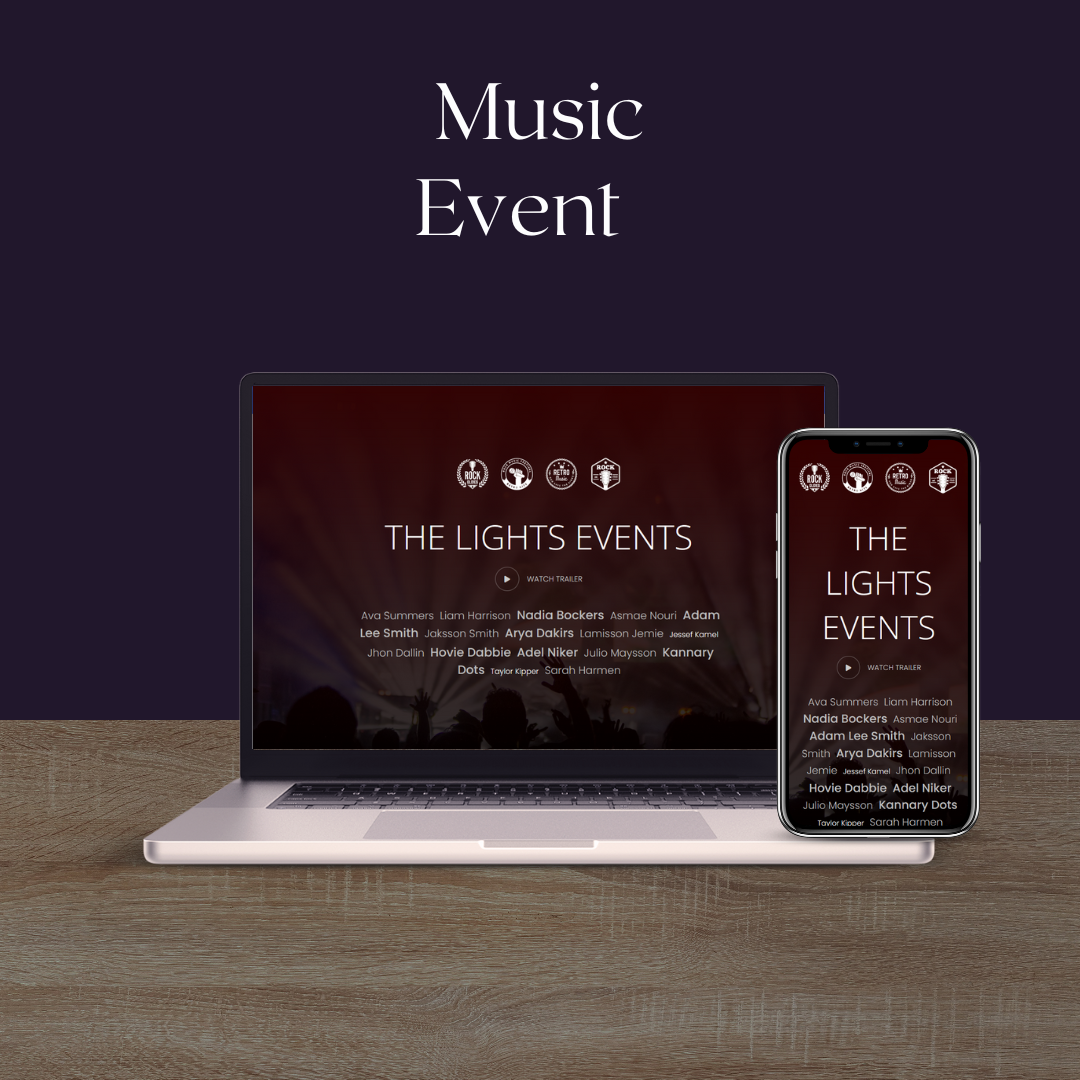 Music
Event
ROCK
RETRO
Music
ROCK
THE LIGHTS EVENTS
WATCH TRAILER
Ava Summers Liam Harrison Nadia Bockers Asmae Nouri Adam
Lee Smith Jaksson Smith Arya Dakirs Lamisson Jemie Jessef Kamel
Jhon Dallin Hovie Dabbie Adel Niker Julio Maysson Kannary
Dots Taylor Kipper Sarah Harmen
ROCK
RETRO
Music
ROCK
THE
LIGHTS
EVENTS
WATCH TRAILER
Ava Summers Liam Harrison
Nadia Bockers Asmae Nouri
Adam Lee Smith Jaksson
Smith Arya Dakirs Lamisson
Jemie Jessef Kamel Jhon Dallin
Hovie Dabbie Adel Niker
Julio Maysson Kannary Dots
Taylor Kipper Sarah Harmen